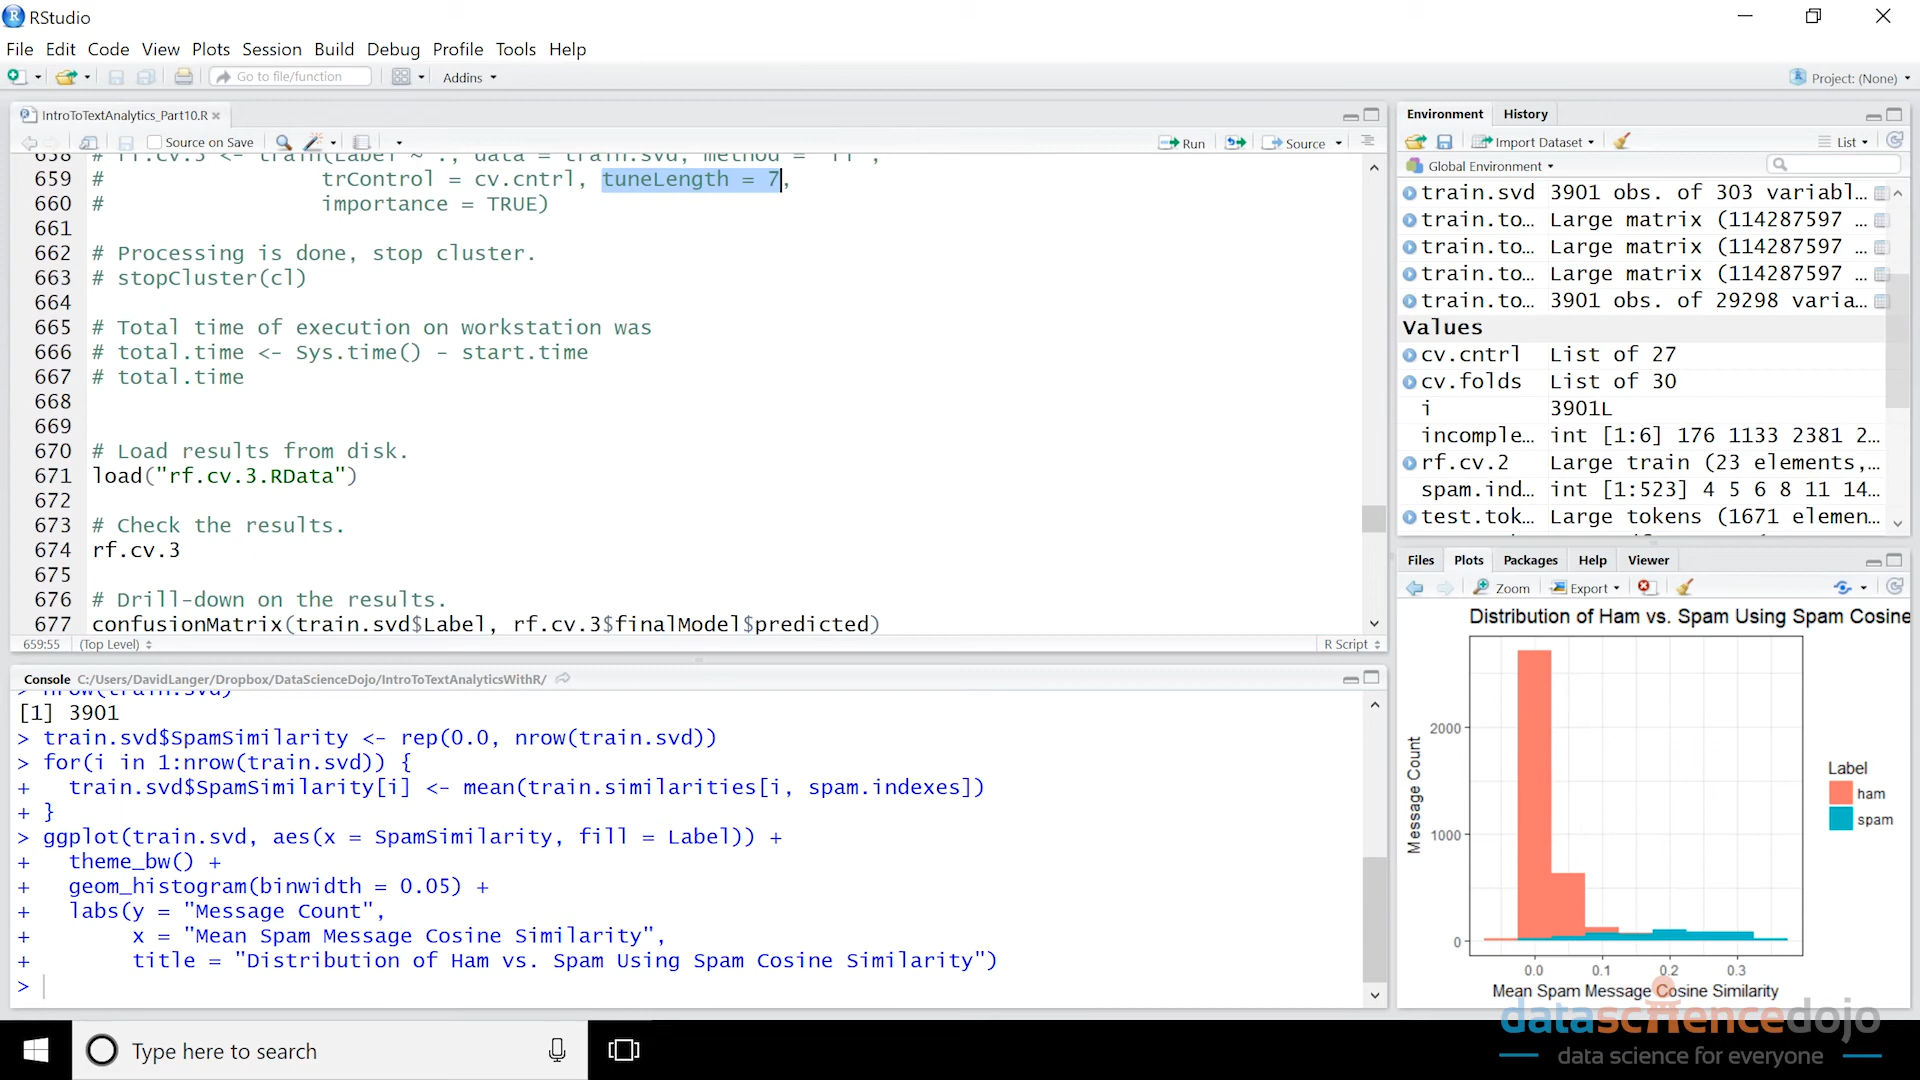 RStudio
File Edit Code View Plots Session Build Debug Profile Tools Help
Go to file/function Addins Project: (None)
IntroToTextAnalytics_Part10.R
Source on Save Run Source
658 # rf.cv.3 <- train(Label ~ ., data = train.svd, method = "rf",
659 # trControl = cv.cntrl, tuneLength = 7,
660 # importance = TRUE)
661
662 # Processing is done, stop cluster.
663 # stopCluster(cl)
664
665 # Total time of execution on workstation was
666 # total.time <- Sys.time() - start.time
667 # total.time
668
669
670 # Load results from disk.
671 load("rf.cv.3.RData")
672
673 # Check the results.
674 rf.cv.3
675
676 # Drill-down on the results.
677 confusionMatrix(train.svd$Label, rf.cv.3$finalModel$predicted)
659:55 (Top Level) R Script
Console C:/Users/DavidLanger/Dropbox/DataScienceDojo/IntroToTextAnalyticsWithR/
> nrow(train.svd)
[1] 3901
> train.svd$SpamSimilarity <- rep(0.0, nrow(train.svd))
> for(i in 1:nrow(train.svd)) {
+ train.svd$SpamSimilarity[i] <- mean(train.similarities[i, spam.indexes])
+ }
> ggplot(train.svd, aes(x = SpamSimilarity, fill = Label)) +
+ theme_bw() +
+ geom_histogram(binwidth = 0.05) +
+ labs(y = "Message Count",
+ x = "Mean Spam Message Cosine Similarity",
+ title = "Distribution of Ham vs. Spam Using Spam Cosine Similarity")
>
Environment History
Import Dataset List
Global Environment
train.svd 3901 obs. of 303 variabl…
train.to… Large matrix (114287597 …
train.to… Large matrix (114287597 …
train.to… Large matrix (114287597 …
train.to… 3901 obs. of 29298 varia…
Values
cv.cntrl List of 27
cv.folds List of 30
i 3901L
incomple… int [1:6] 176 1133 2381 2…
rf.cv.2 Large train (23 elements,…
spam.ind… int [1:523] 4 5 6 8 11 14…
test.tok… Large tokens (1671 elemen…
Files Plots Packages Help Viewer
Zoom Export
Distribution of Ham vs. Spam Using Spam Cosine
Message Count
2000
1000
0
0.0 0.1 0.2 0.3
Mean Spam Message Cosine Similarity
Label
ham
spam
datasciencedojo
data science for everyone
Type here to search